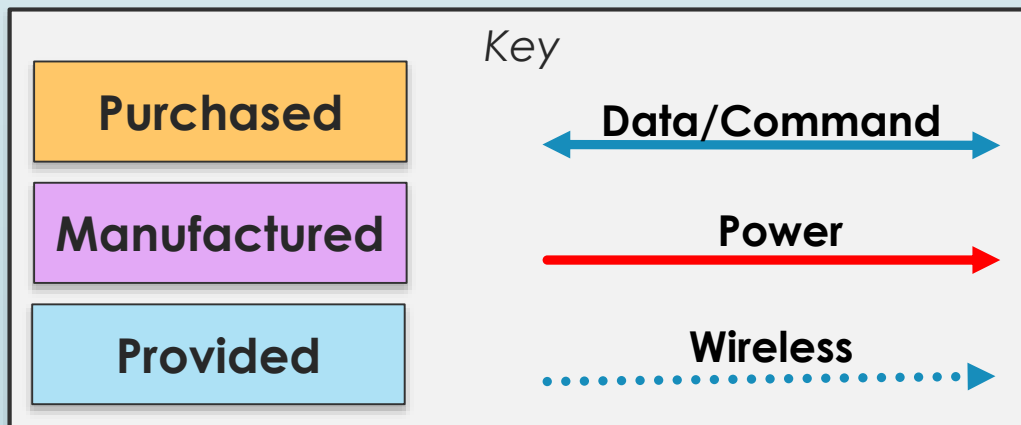 Key
Purchased
Data/Command
Manufactured
Power
Provided
Wireless